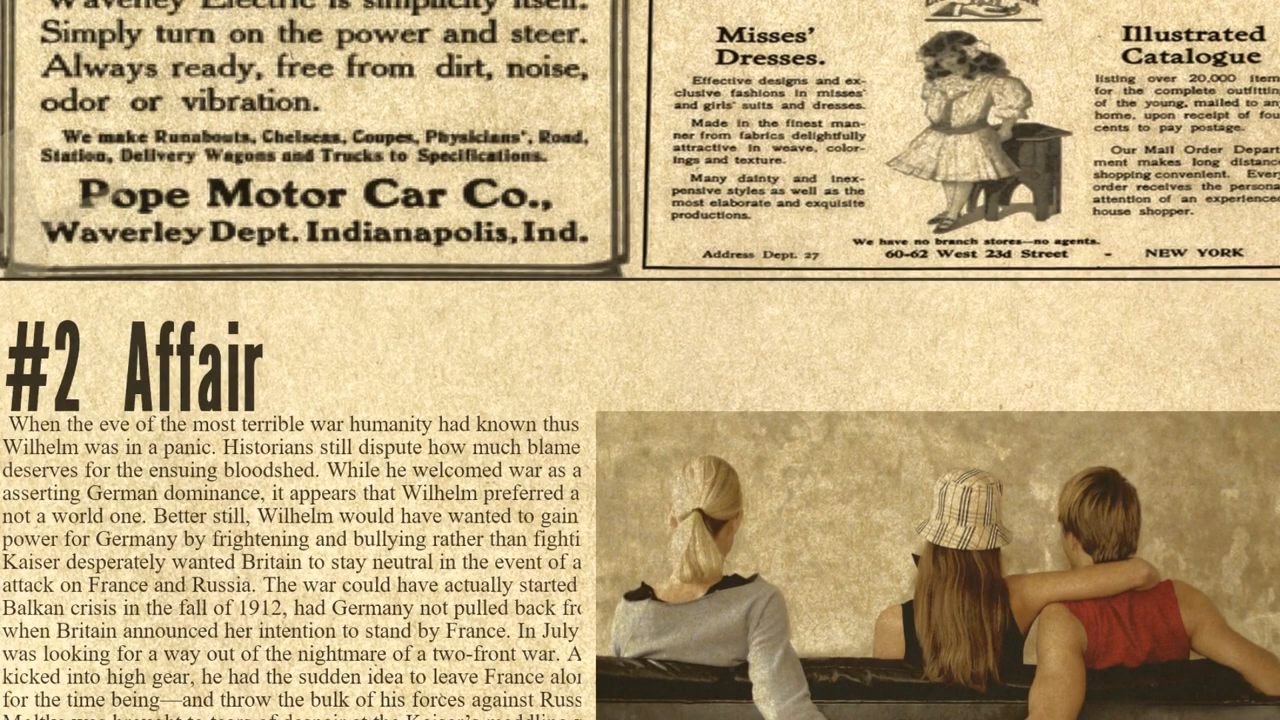 Waverley Electric is simplicity itself.
Simply turn on the power and steer.
Always ready, free from dirt, noise,
odor or vibration.
We make Runabouts, Chelseas, Coupes, Physicians', Road,
Station, Delivery Wagons and Trucks to Specifications.
Pope Motor Car Co.,
Waverley Dept. Indianapolis, Ind.
Misses'
Dresses.
Effective designs and ex-
clusive fashions in misses'
and girls' suits and dresses.
Made in the finest man-
ner from fabrics delightfully
attractive in weave, color-
ings and texture.
Many dainty and inex-
pensive styles as well as the
most elaborate and exquisite
productions.
Illustrated
Catalogue
listing over 20,000 item
for the complete outfittin
of the young, mailed to an
home, upon receipt of fou
cents to pay postage.
Our Mail Order Depart
ment makes long distanc
shopping convenient. Ever
order receives the persona
attention of an experience
house shopper.
We have no branch stores—no agents.
Address Dept. 27 60-62 West 23d Street - NEW YORK
#2 Affair
When the eve of the most terrible war humanity had known thus
Wilhelm was in a panic. Historians still dispute how much blame
deserves for the ensuing bloodshed. While he welcomed war as a
asserting German dominance, it appears that Wilhelm preferred a
not a world one. Better still, Wilhelm would have wanted to gain
power for Germany by frightening and bullying rather than fighti
Kaiser desperately wanted Britain to stay neutral in the event of a
attack on France and Russia. The war could have actually started
Balkan crisis in the fall of 1912, had Germany not pulled back fro
when Britain announced her intention to stand by France. In July
was looking for a way out of the nightmare of a two-front war. A
kicked into high gear, he had the sudden idea to leave France alon
for the time being—and throw the bulk of his forces against Russ
Moltke was brought to tears of despair at the Kaiser's meddling